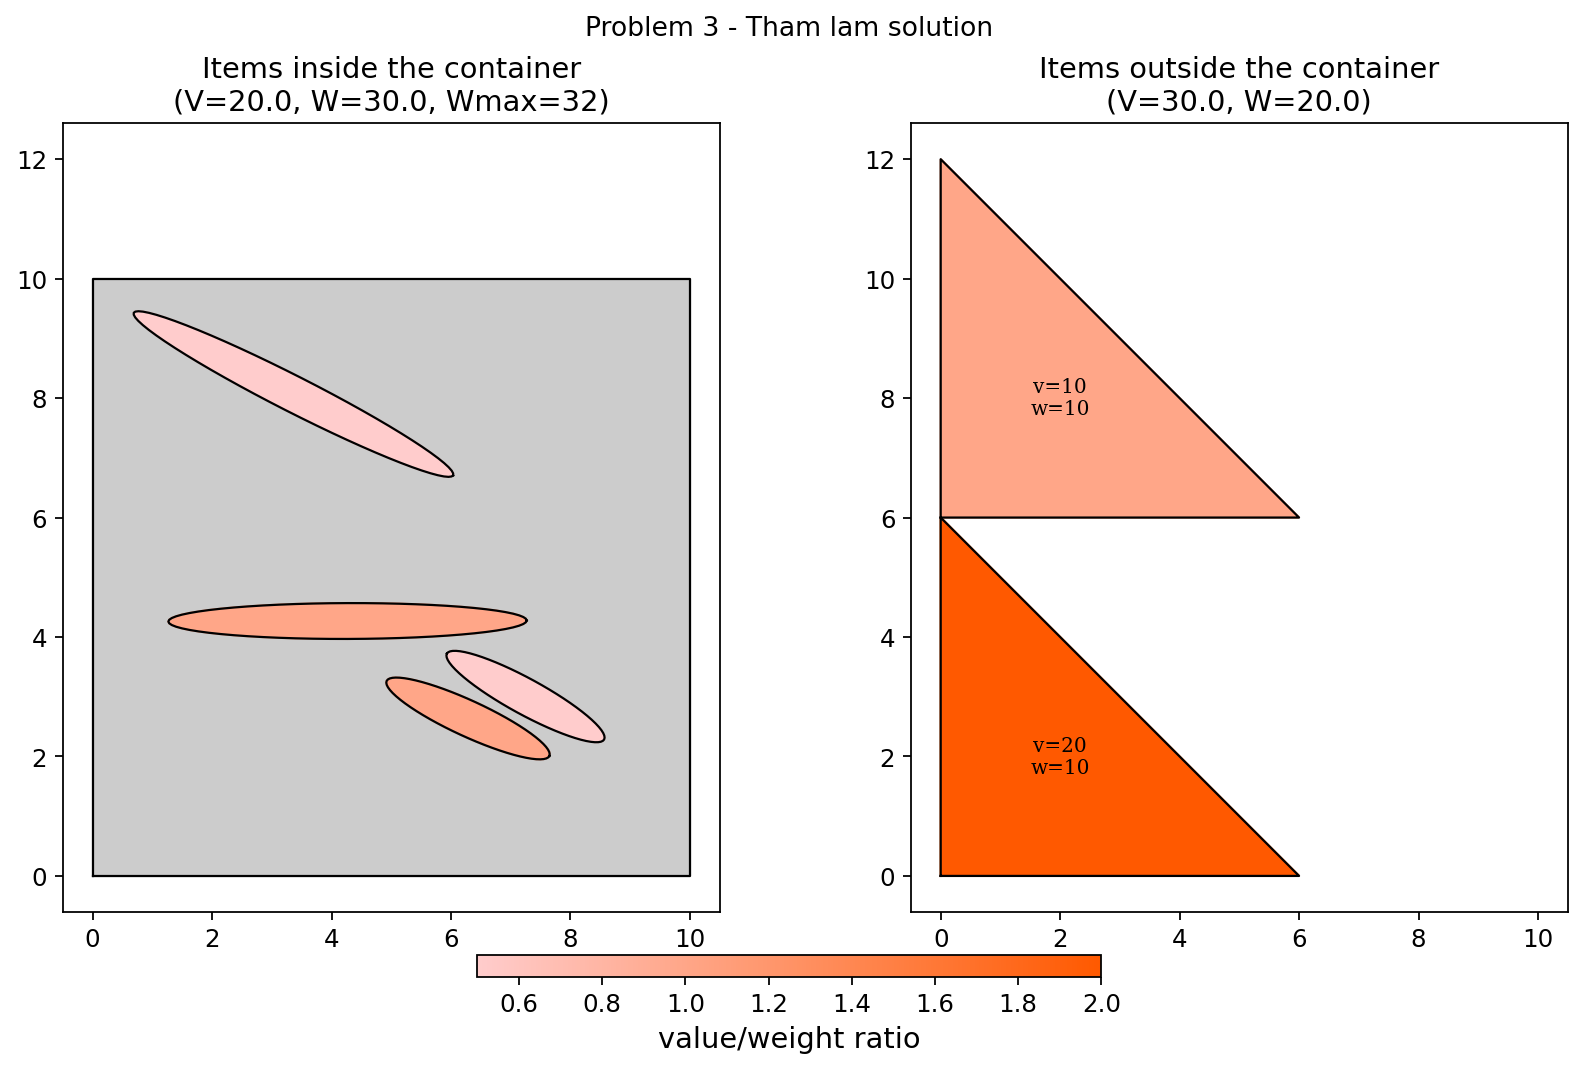 Problem 3 - Tham lam solution
Items inside the container
(V=20.0, W=30.0, Wmax=32)
12
10
8
6
4
2
0
0 2 4 6 8 10
Items outside the container
(V=30.0, W=20.0)
12
10
8
6
4
2
0
v=10
w=10
v=20
w=10
0 2 4 6 8 10
0.6 0.8 1.0 1.2 1.4 1.6 1.8 2.0
value/weight ratio